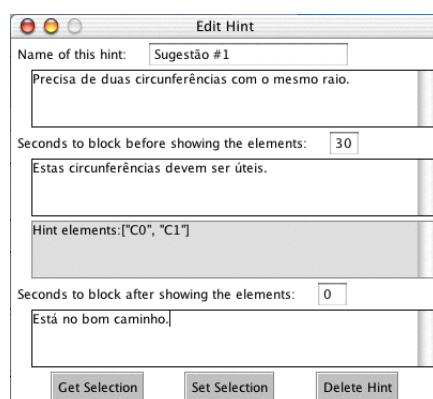 Edit Hint
Name of this hint: Sugestão #1
Precisa de duas circunferências com o mesmo raio.
Seconds to block before showing the elements: 30
Estas circunferências devem ser úteis.
Hint elements:["C0", "C1"]
Seconds to block after showing the elements: 0
Está no bom caminho.
Get Selection Set Selection Delete Hint